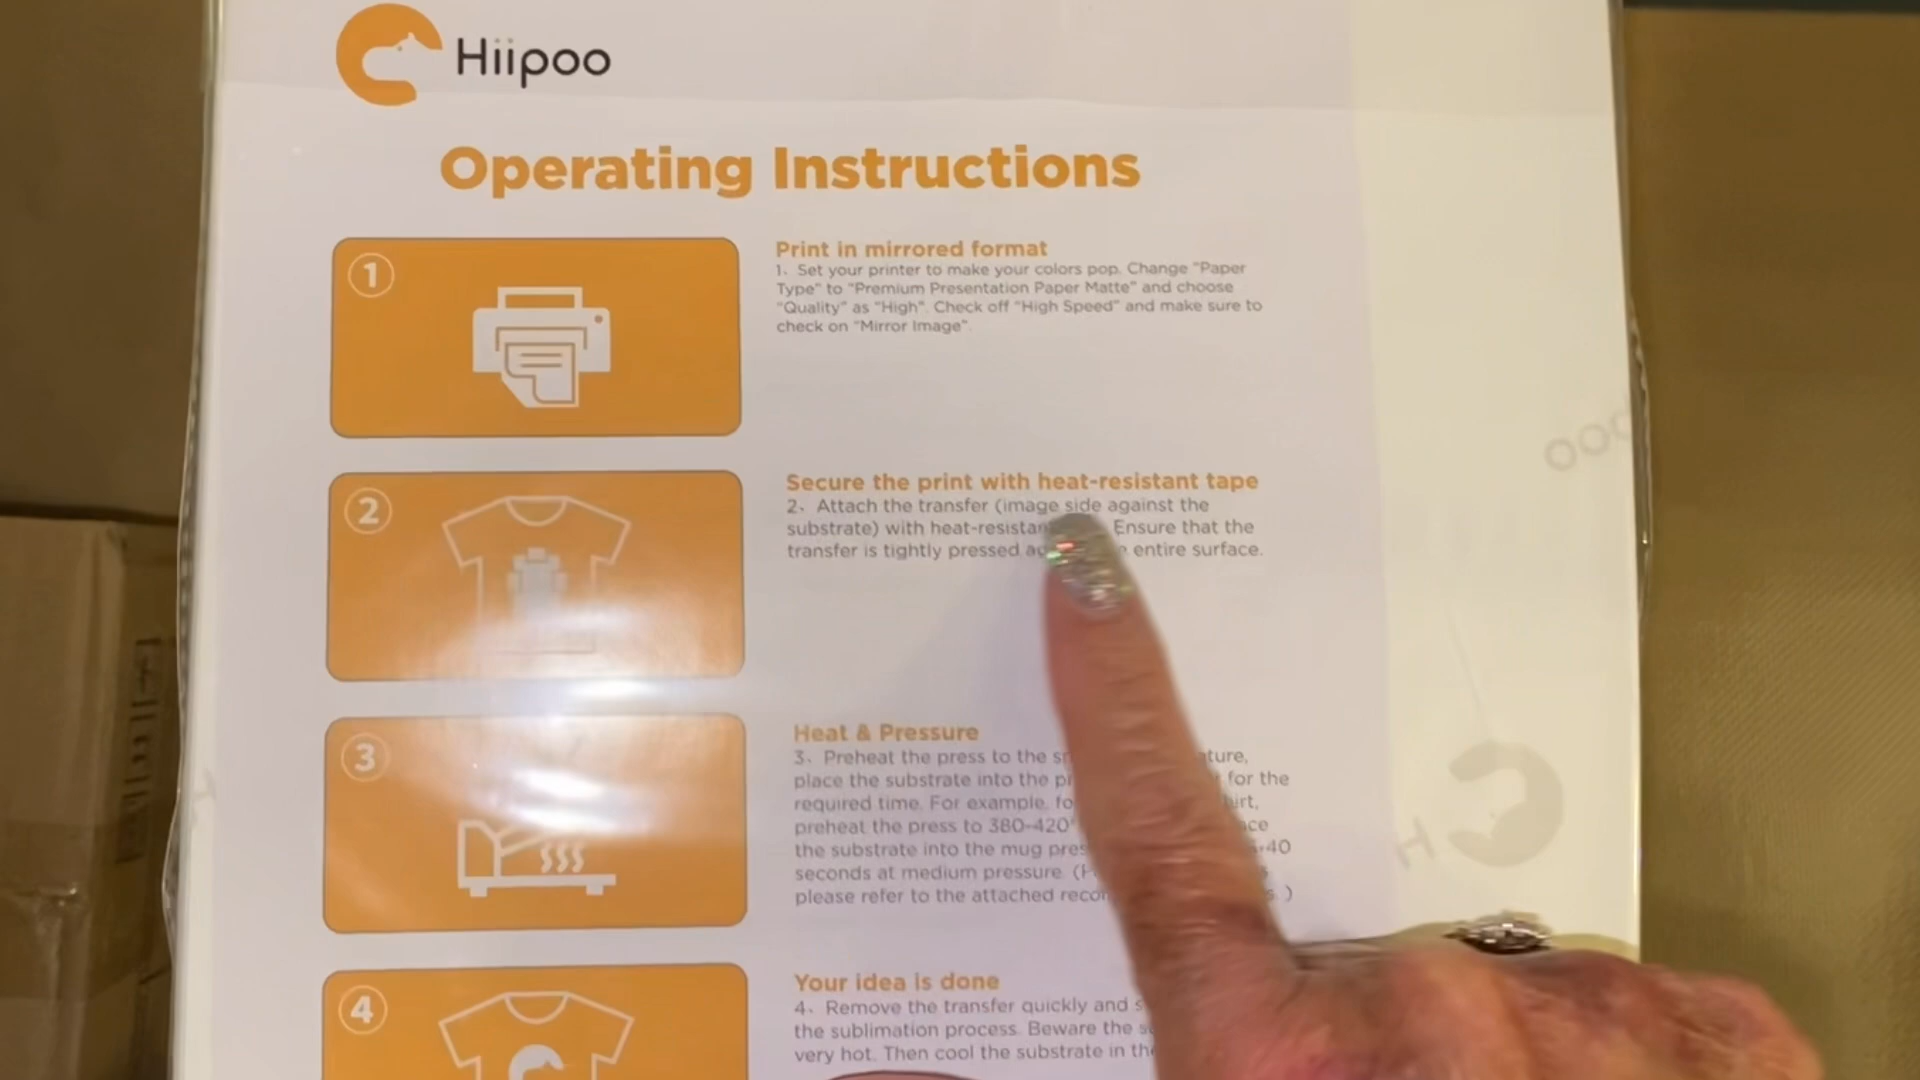 Hiipoo
Operating Instructions
1
Print in mirrored format
1、Set your printer to make your colors pop. Change "Paper
Type" to "Premium Presentation Paper Matte" and choose
"Quality" as "High". Check off "High Speed" and make sure to
check on "Mirror Image".
2
Secure the print with heat-resistant tape
2、Attach the transfer (image side against the
substrate) with heat-resistan Ensure that the
transfer is tightly pressed entire surface.
3
Heat & Pressure
3、Preheat the press to the
place the substrate into the for the
required time. For example,
preheat the press to 380-420°
the substrate into the mug 40
seconds at medium pressure.
please refer to the attached
4
Your idea is done
4、Remove the transfer quickly and
the sublimation process. Beware the
very hot. Then cool the substrate in